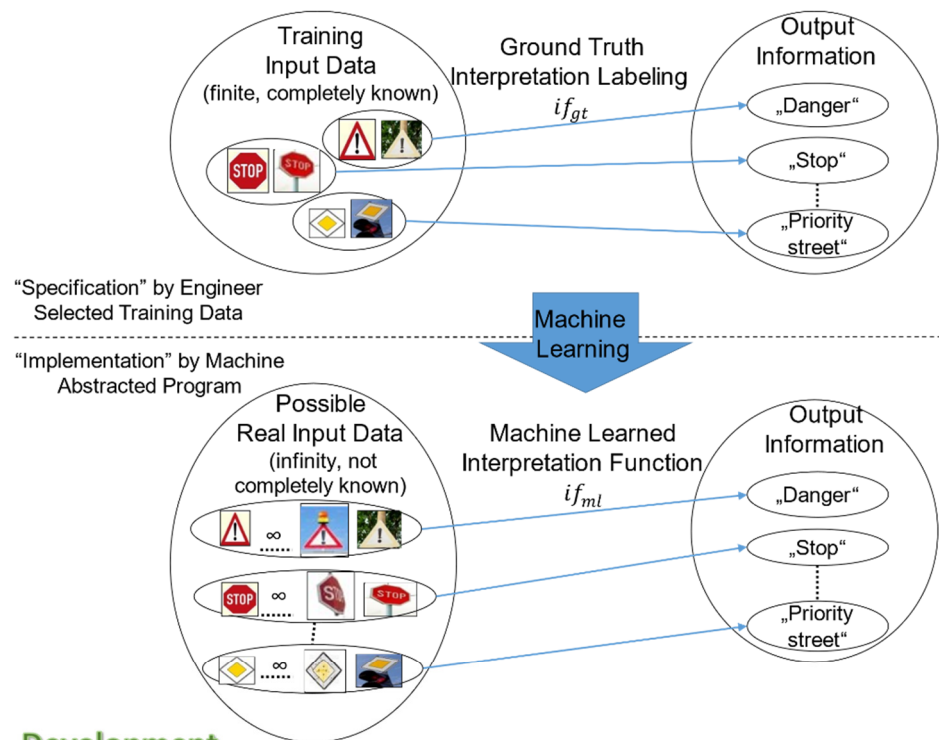 Training
Input Data
(finite, completely known)
Ground Truth
Interpretation Labeling
if_gt
Output
Information
„Danger“
STOP
STOP
„Stop“
„Priority
street“
“Specification” by Engineer
Selected Training Data
Machine
Learning
“Implementation” by Machine
Abstracted Program
Possible
Real Input Data
(infinity, not
completely known)
Machine Learned
Interpretation Function
if_ml
Output
Information
∞
„Danger“
STOP
∞
STOP
STOP
„Stop“
∞
„Priority
street“
Development